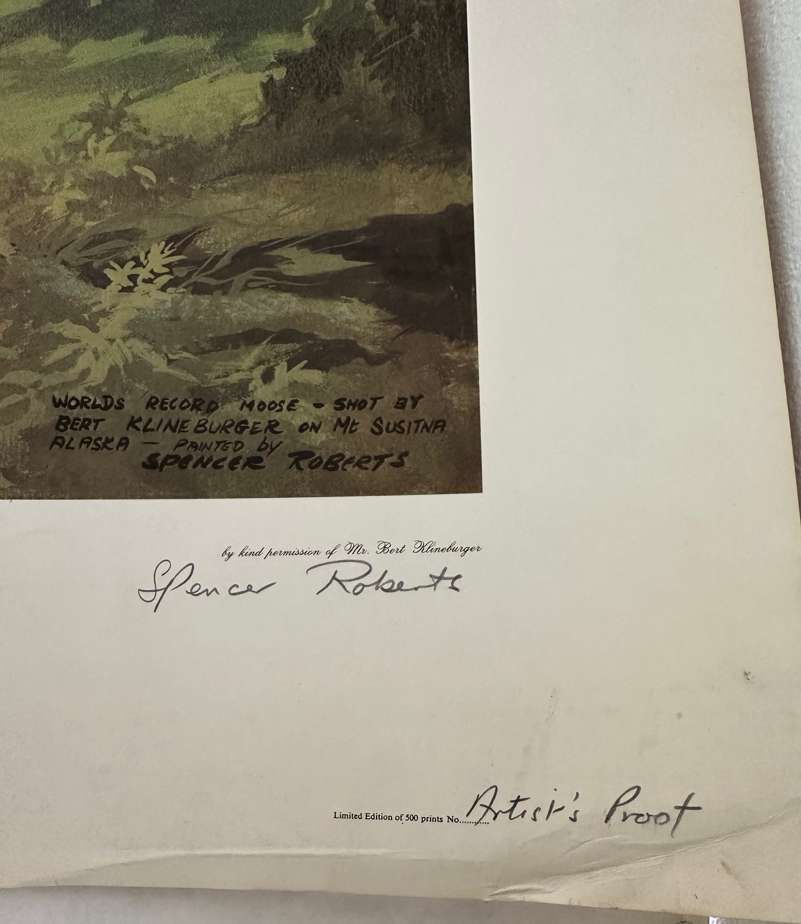 WORLDS RECORD MOOSE - SHOT BY
BERT KLINEBURGER ON Mt SUSITNA
ALASKA - PAINTED by
SPENCER ROBERTS
by kind permission of Mr. Bert Klineburger
Spencer Roberts
Limited Edition of 500 prints No.......... Artist's Proof